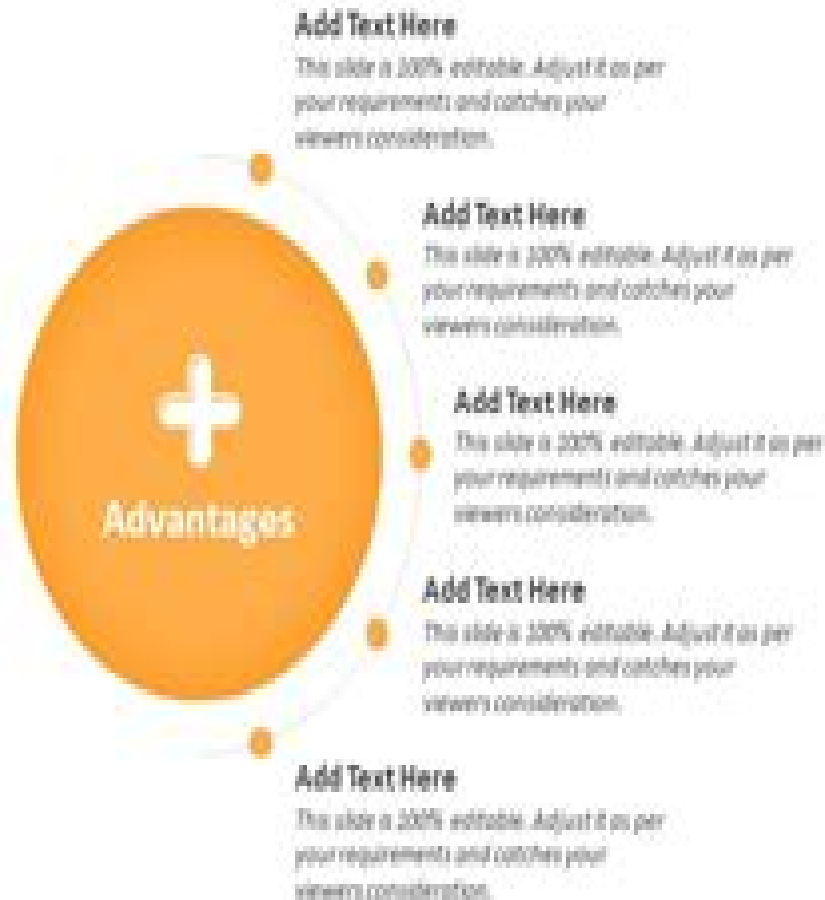 Add Text Here
This slide is 100% editable. Adjust it as per
your requirements and catches your
viewers consideration.
Add Text Here
This slide is 100% editable. Adjust it as per
your requirements and catches your
viewers consideration.
Add Text Here
This slide is 100% editable. Adjust it as per
your requirements and catches your
viewers consideration.
Advantages
Add Text Here
This slide is 100% editable. Adjust it as per
your requirements and catches your
viewers consideration.
Add Text Here
This slide is 100% editable. Adjust it as per
your requirements and catches your
viewers consideration.